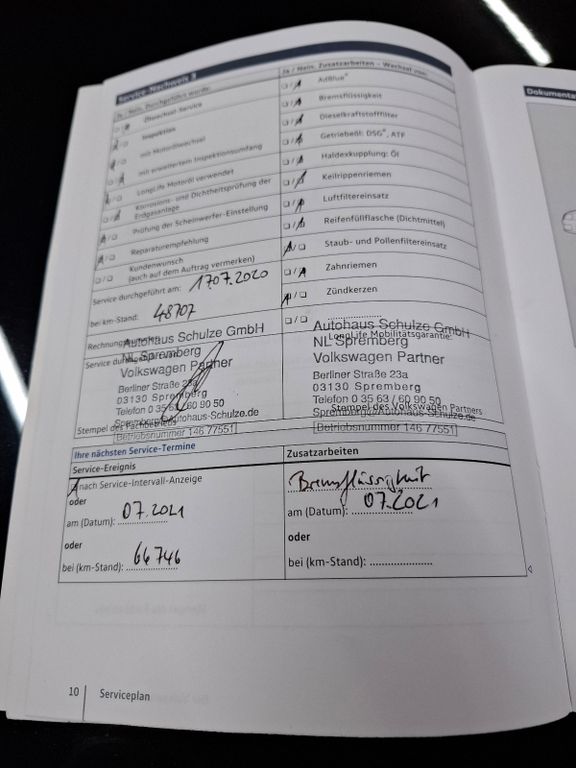 Service-Nachweis 3
Ja / Nein, Durchgeführt wurde:
Ölwechsel-Service
Inspektion
mit Motorölwechsel
mit erweitertem Inspektionsumfang
LongLife Motoröl verwendet
Korrosions- und Dichtheitsprüfung der
Erdgasanlage
Prüfung der Scheinwerfer-Einstellung
Reparaturempfehlung
Kundenwunsch
(auch auf dem Auftrag vermerken)
Service durchgeführt am: 17.07.2020
bei km-Stand: 48707
Service durchgeführt
Autohaus Schulze GmbH
NL Spremberg
Volkswagen Partner
Berliner Straße 23a
03130 Spremberg
Telefon 0 35 63 / 60 90 50
Spremberg@Autohaus-Schulze.de
Stempel des Fachbetriebs
Betriebsnummer 146 77551
Ja / Nein, Zusatzarbeiten – Wechsel von:
AdBlue®
Bremsflüssigkeit
Dieselkraftstofffilter
Getriebeöl: DSG®, ATF
Haldexkupplung: Öl
Keilrippenriemen
Luftfiltereinsatz
Reifenfüllflasche (Dichtmittel)
Staub- und Pollenfiltereinsatz
Zahnriemen
Zündkerzen
LongLife Mobilitätsgarantie:
Autohaus Schulze GmbH
NL Spremberg
Volkswagen Partner
Berliner Straße 23a
03130 Spremberg
Telefon 0 35 63 / 60 90 50
Spremberg@Autohaus-Schulze.de
Stempel des Volkswagen Partners
Betriebsnummer 146 77551
Ihre nächsten Service-Termine
Service-Ereignis
nach Service-Intervall-Anzeige
oder
am (Datum): 07.2021
oder
bei (km-Stand): 66746
Zusatzarbeiten
Bremsflüssigkeit
am (Datum): 07.2021
oder
bei (km-Stand):
10 Serviceplan